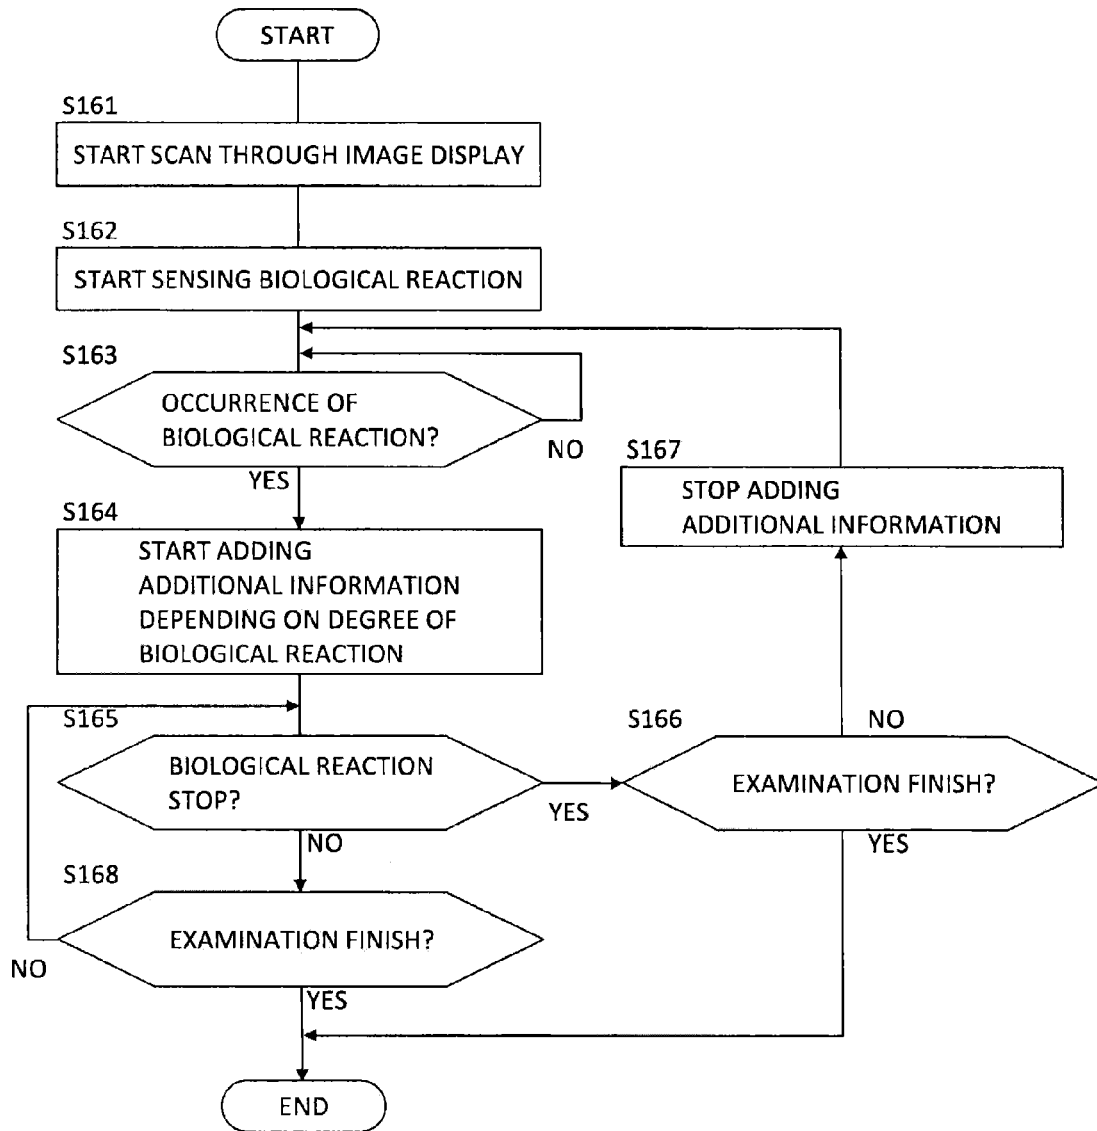 START
S161
START SCAN THROUGH IMAGE DISPLAY
S162
START SENSING BIOLOGICAL REACTION
S163
OCCURRENCE OF
BIOLOGICAL REACTION?
NO
YES
S167
STOP ADDING
ADDITIONAL INFORMATION
S164
START ADDING
ADDITIONAL INFORMATION
DEPENDING ON DEGREE OF
BIOLOGICAL REACTION
S165
BIOLOGICAL REACTION
STOP?
YES
NO
S166
NO
EXAMINATION FINISH?
YES
S168
EXAMINATION FINISH?
NO
YES
END